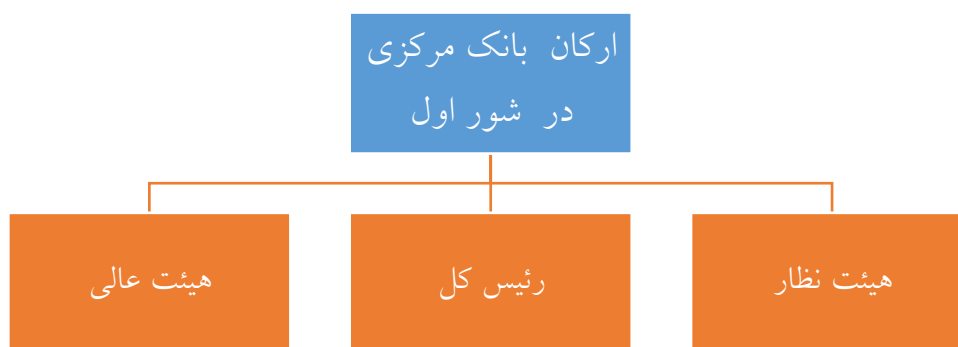 ارکان بانک مرکزی
در شور اول
هیئت نظار
رئیس کل
هیئت عالی